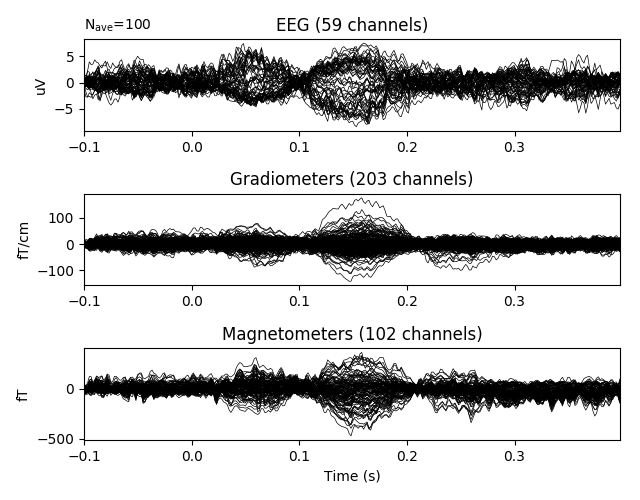 Nave=100
EEG (59 channels)
5
0
−5
uV
−0.1 0.0 0.1 0.2 0.3
Gradiometers (203 channels)
100
0
−100
fT/cm
−0.1 0.0 0.1 0.2 0.3
Magnetometers (102 channels)
0
−500
fT
−0.1 0.0 0.1 0.2 0.3
Time (s)